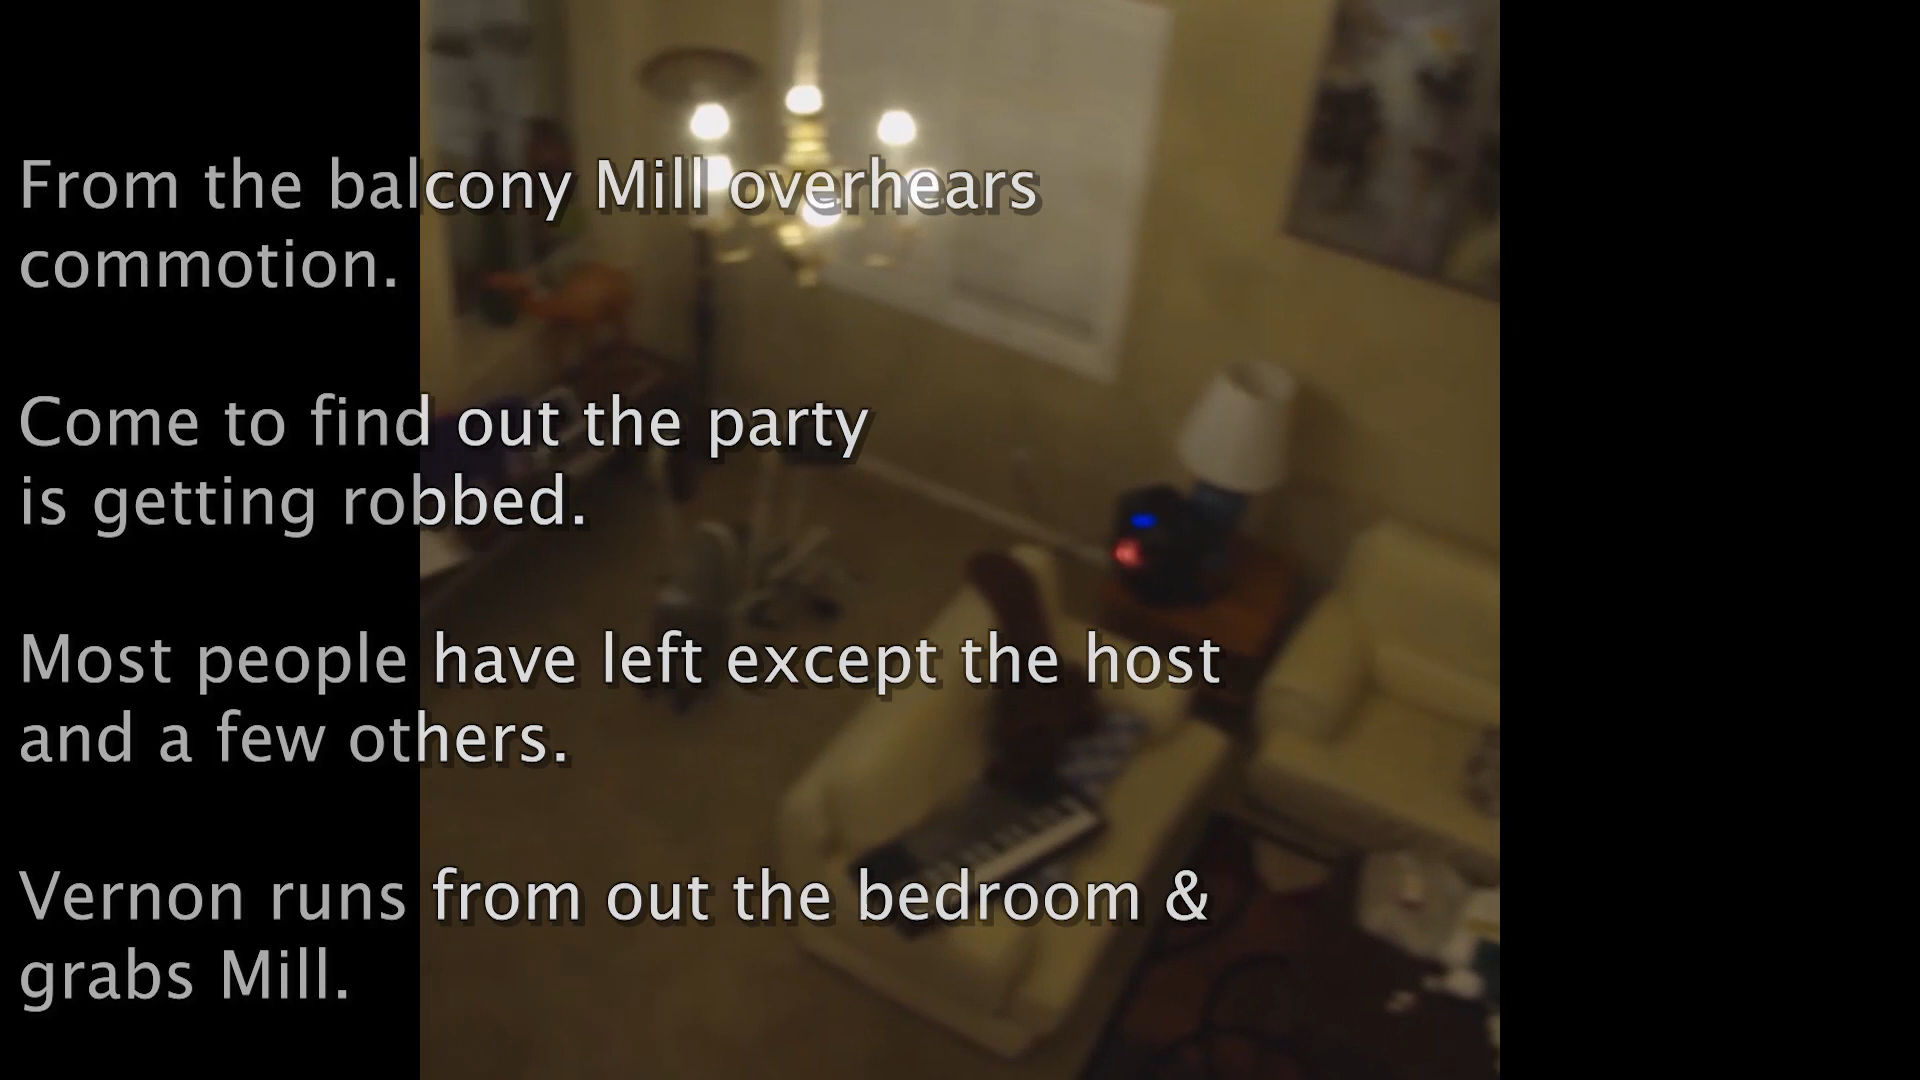 From the balcony Mill overhears
commotion.
Come to find out the party
is getting robbed.
Most people have left except the host
and a few others.
Vernon runs from out the bedroom &
grabs Mill.